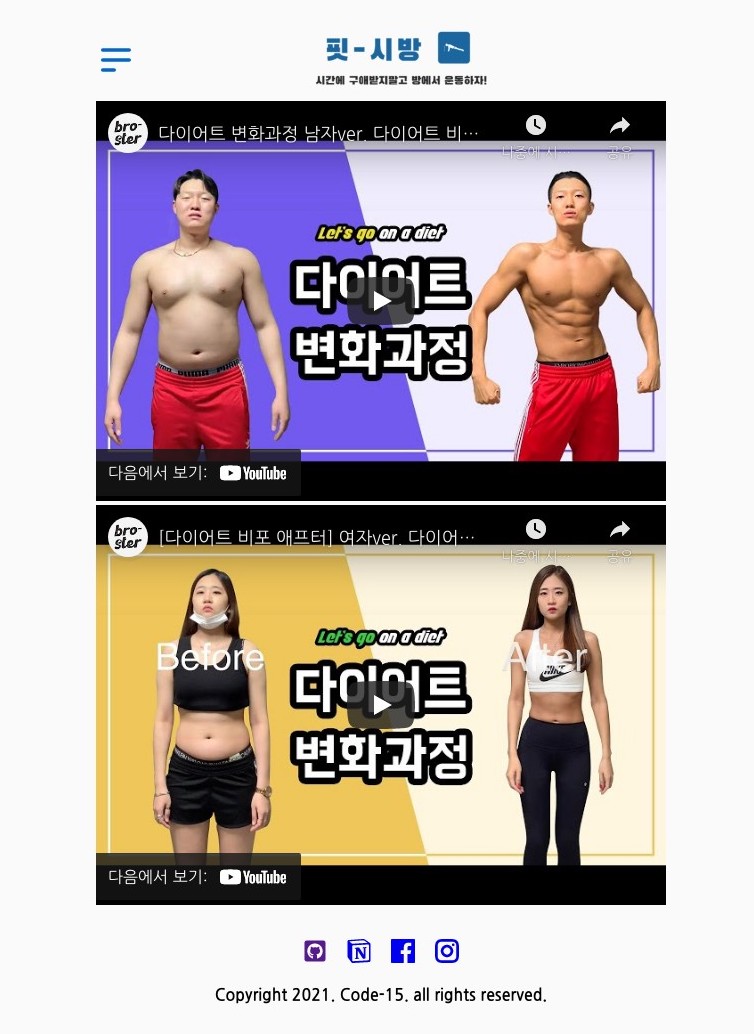 핏-시방
시간에 구애받지말고 방에서 운동하자!
bro-
ster
다이어트 변화과정 남자ver. 다이어트 비...
나중에 시...
공유
Let's go on a diet
다이어트
변화과정
PUMA
다음에서 보기: YouTube
bro-
ster
[다이어트 비포 애프터] 여자ver. 다이어...
나중에 시...
공유
Let's go on a diet
Before
After
다이어트
변화과정
NIKE
다음에서 보기: YouTube
Copyright 2021. Code-15. all rights reserved.